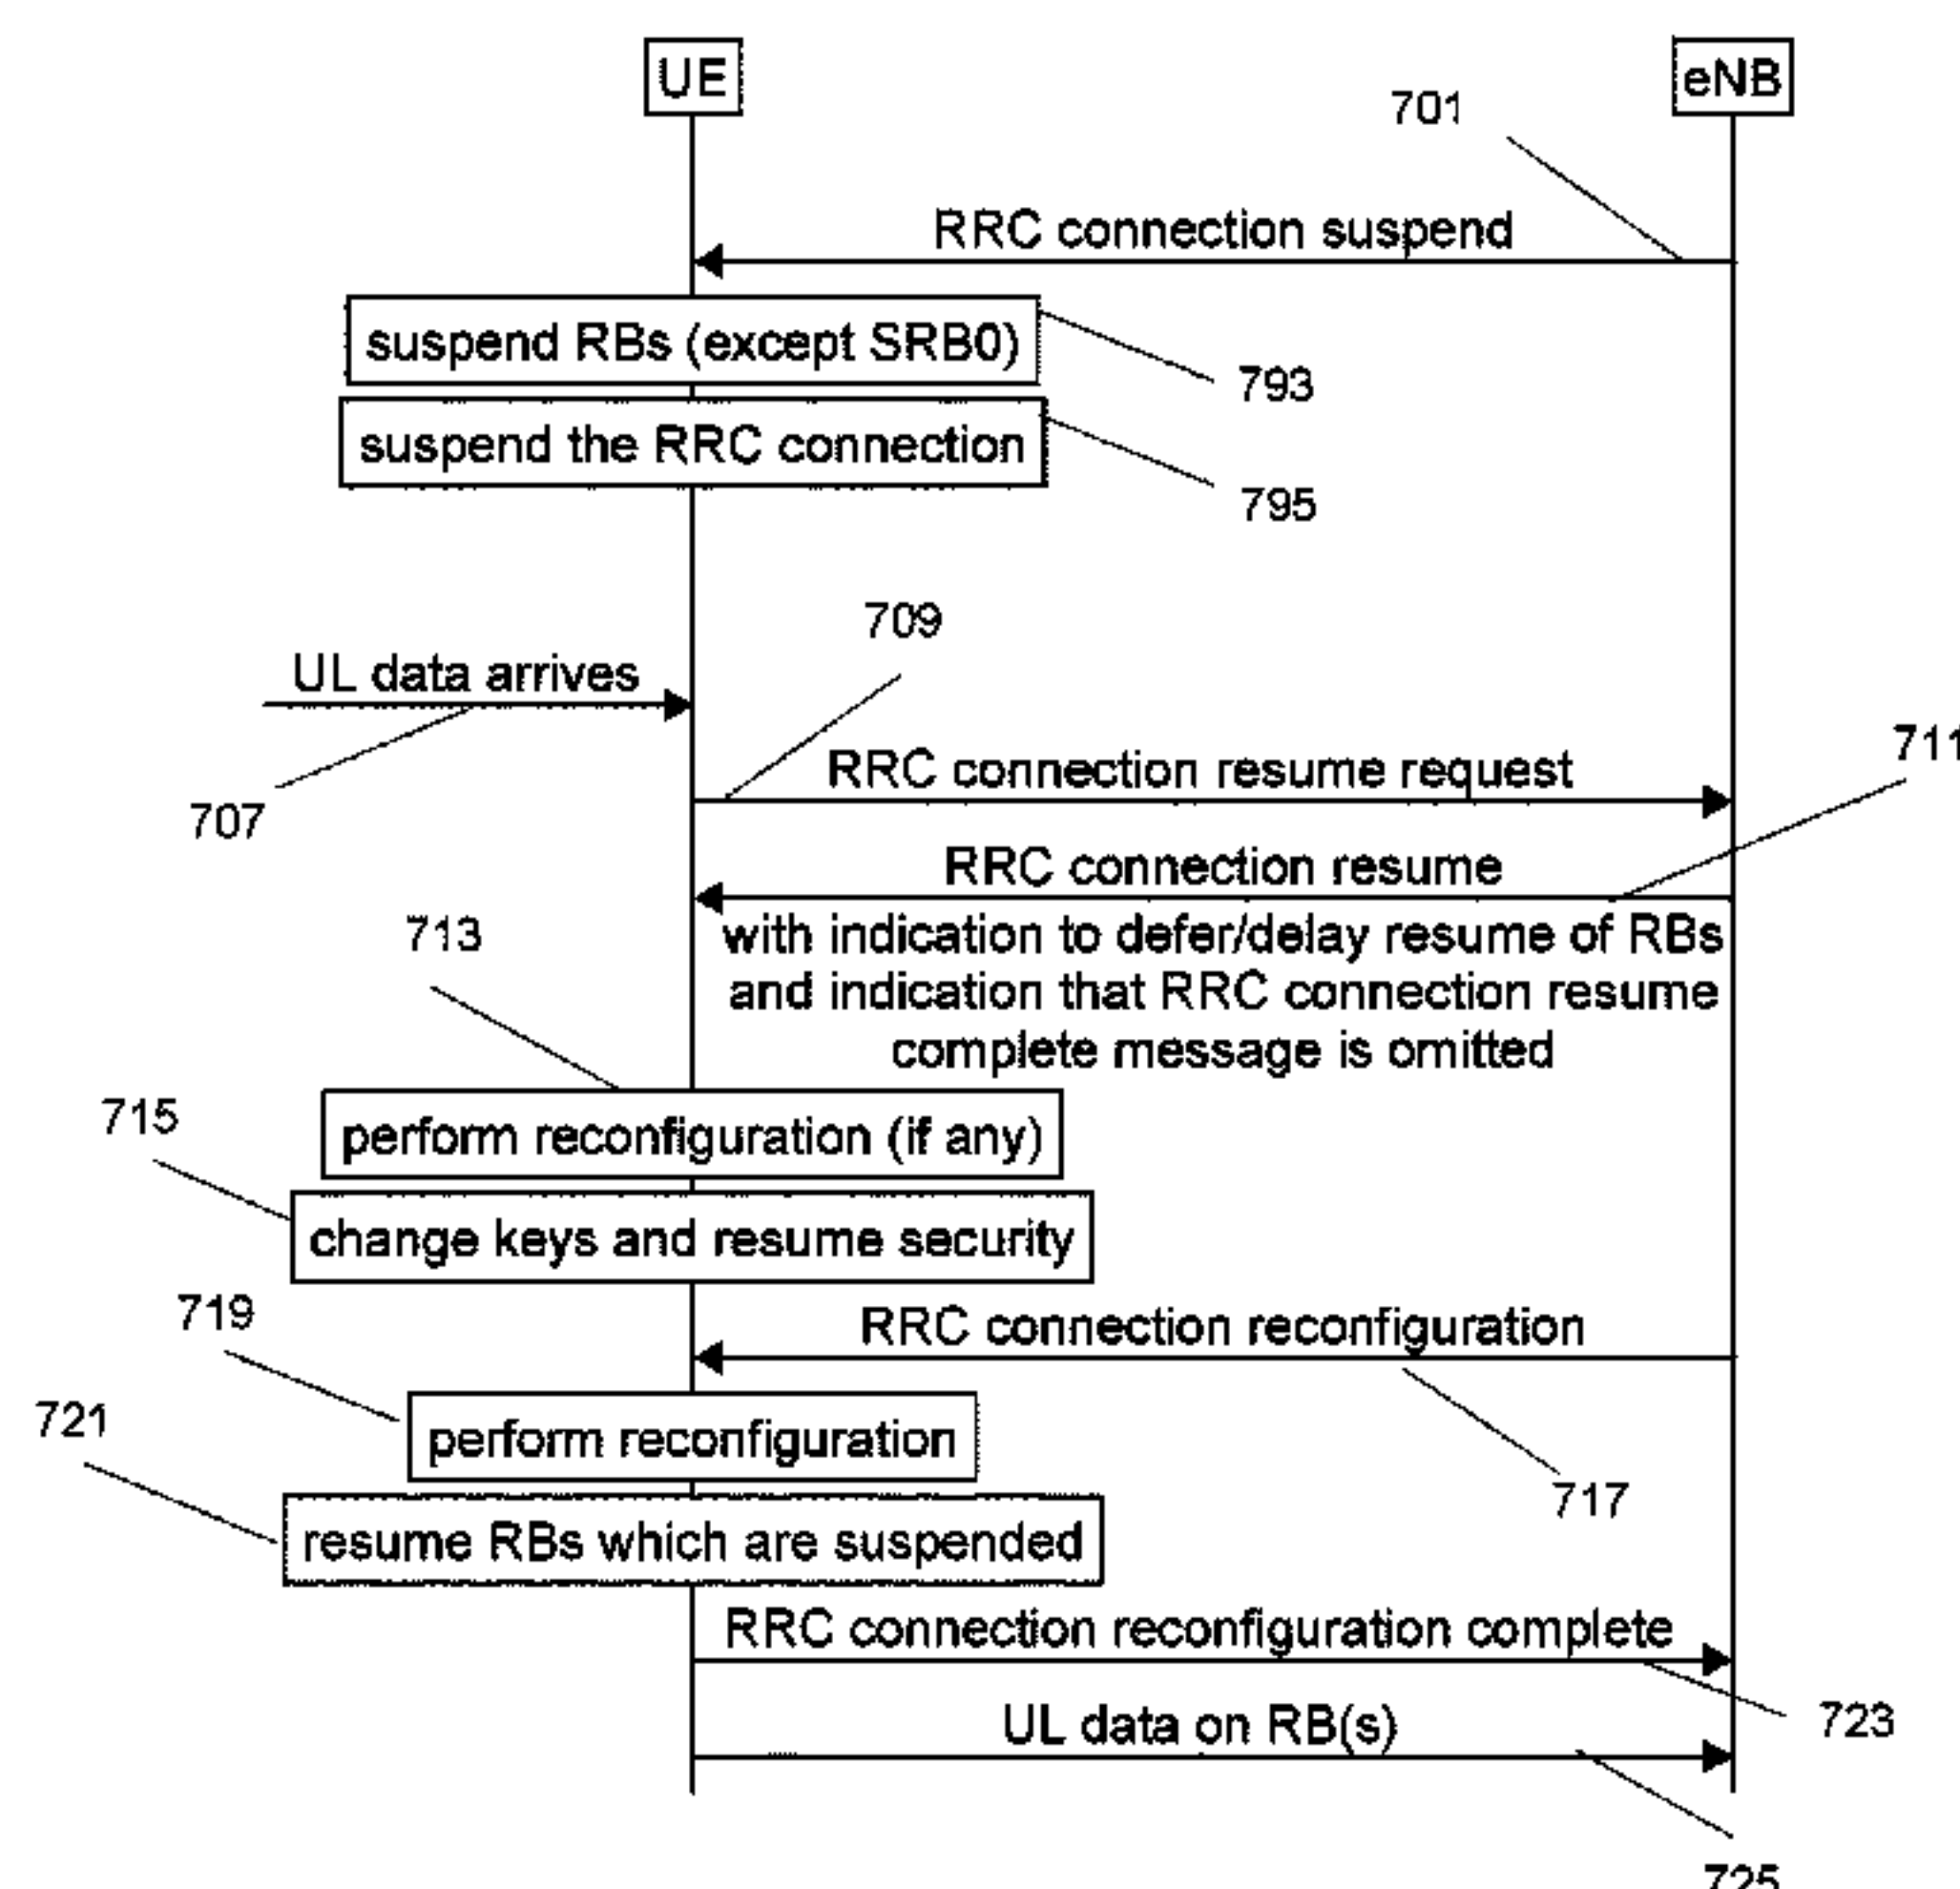 UE
eNB
701
RRC connection suspend
suspend RBs (except SRB0)
793
suspend the RRC connection
795
709
UL data arrives
711
RRC connection resume request
707
RRC connection resume
713
with indication to defer/delay resume of RBs
and indication that RRC connection resume
complete message is omitted
715
perform reconfiguration (if any)
change keys and resume security
719
RRC connection reconfiguration
721
perform reconfiguration
717
resume RBs which are suspended
RRC connection reconfiguration complete
723
UL data on RB(s)
725